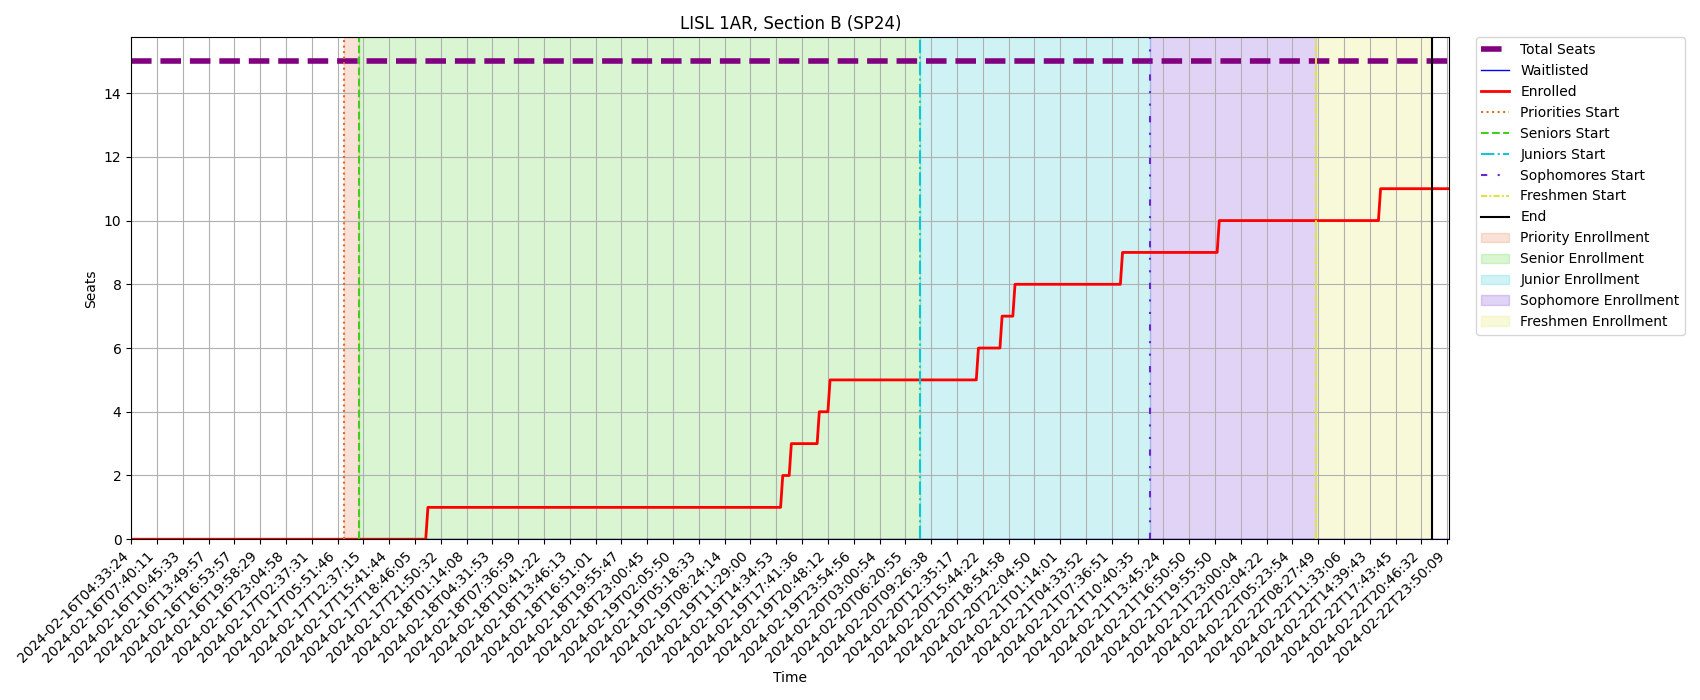 LISL 1AR, Section B (SP24)
Total Seats
Waitlisted
Enrolled
Priorities Start
Seniors Start
Juniors Start
Sophomores Start
Freshmen Start
End
Priority Enrollment
Senior Enrollment
Junior Enrollment
Sophomore Enrollment
Freshmen Enrollment
Seats
14
12
10
8
6
4
2
0
2024-02-16T04:33:24
2024-02-16T07:40:11
2024-02-16T10:45:33
2024-02-16T13:49:57
2024-02-16T16:53:57
2024-02-16T19:58:29
2024-02-16T23:04:58
2024-02-17T02:37:31
2024-02-17T05:51:46
2024-02-17T12:37:15
2024-02-17T15:41:44
2024-02-17T18:46:05
2024-02-17T21:50:32
2024-02-18T01:14:08
2024-02-18T04:31:53
2024-02-18T07:36:59
2024-02-18T10:41:22
2024-02-18T13:46:13
2024-02-18T16:51:01
2024-02-18T19:55:47
2024-02-18T23:00:45
2024-02-19T02:05:50
2024-02-19T05:18:33
2024-02-19T08:24:14
2024-02-19T11:29:00
2024-02-19T14:34:53
2024-02-19T17:41:36
2024-02-19T20:48:12
2024-02-19T23:54:56
2024-02-20T03:00:54
2024-02-20T06:20:55
2024-02-20T09:26:38
2024-02-20T12:35:17
2024-02-20T15:44:22
2024-02-20T18:54:58
2024-02-20T22:04:50
2024-02-21T01:14:01
2024-02-21T04:33:52
2024-02-21T07:36:51
2024-02-21T10:40:35
2024-02-21T13:45:24
2024-02-21T16:50:50
2024-02-21T19:55:50
2024-02-21T23:00:04
2024-02-22T02:04:22
2024-02-22T05:23:54
2024-02-22T08:27:49
2024-02-22T11:33:06
2024-02-22T14:39:43
2024-02-22T17:43:45
2024-02-22T20:46:32
2024-02-22T23:50:09
Time